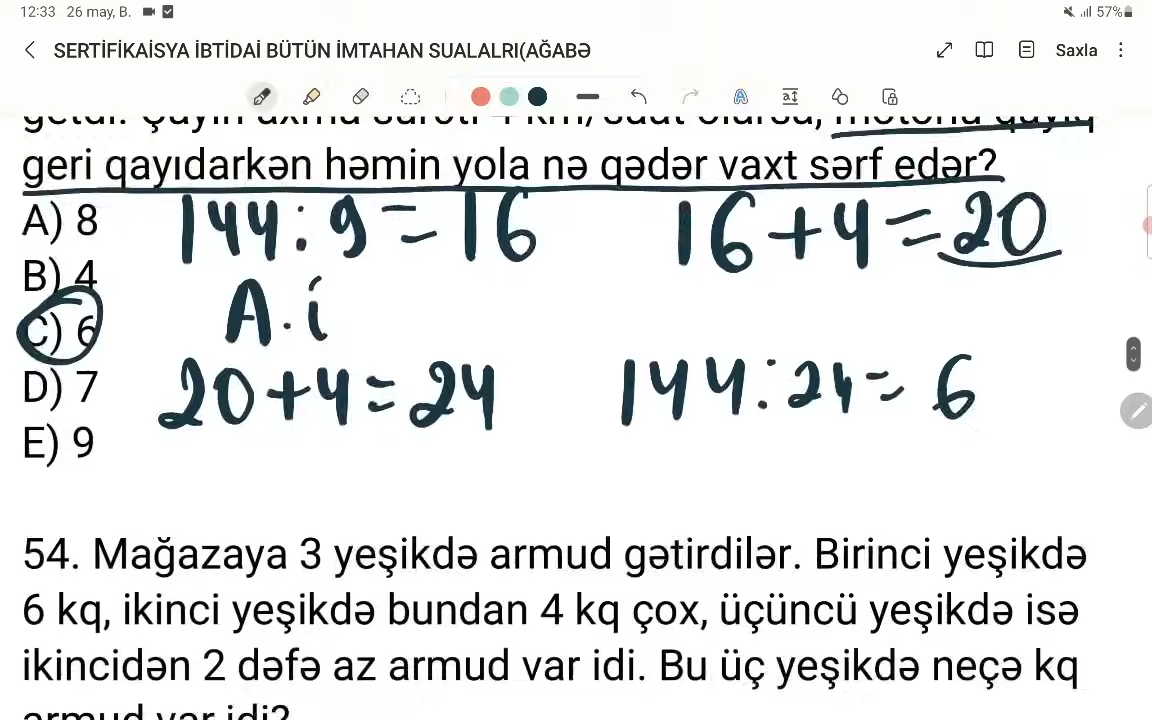 12:33 26 may, B. 57%
SERTİFİKAİSYA İBTİDAİ BÜTÜN İMTAHAN SUALALRI(AĞABƏ Saxla
geri qayıdarkən həmin yola nə qədər vaxt sərf edər?
A) 8 144:9=16 16+4=20
B) 4
C) 6 A.i
D) 7 20+4=24 144:24=6
E) 9
54. Mağazaya 3 yeşikdə armud gətirdilər. Birinci yeşikdə
6 kq, ikinci yeşikdə bundan 4 kq çox, üçüncü yeşikdə isə
ikincidən 2 dəfə az armud var idi. Bu üç yeşikdə neçə kq
armud var idi?